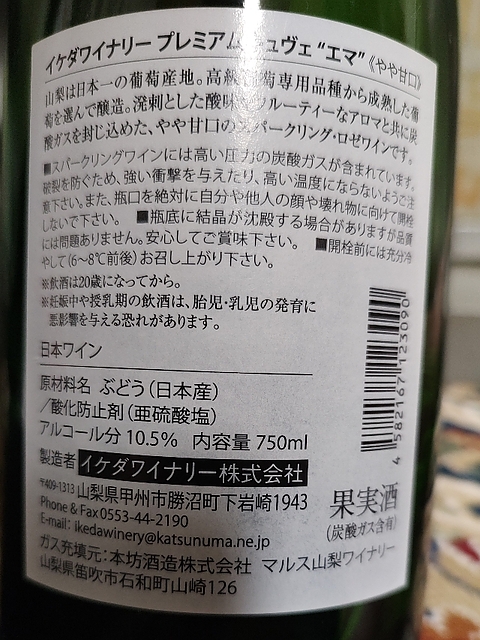 イケダワイナリー プレミアムキュヴェ “エマ”《やや甘口》
山梨は日本一の葡萄産地。高級葡萄専用品種から成熟した葡
萄を選んで醸造。溌剌とした酸味とフルーティーなアロマと共に炭
酸ガスを封じ込めた、やや甘口のスパークリング・ロゼワインです。
■スパークリングワインには高い圧力の炭酸ガスが含まれています。
破裂を防ぐため、強い衝撃を与えたり、高い温度にならないようご注
意下さい。また、瓶口を絶対に自分や他人の顔や壊れ物に向けて開栓
しないで下さい。 ■瓶底に結晶が沈殿する場合がありますが品質
には問題ありません。安心してご賞味下さい。 ■開栓前には充分冷
やして(6～8℃前後)お召し上がり下さい。
※飲酒は20歳になってから。
※妊娠中や授乳期の飲酒は、胎児・乳児の発育に
悪影響を与える恐れがあります。
日本ワイン
原材料名 ぶどう(日本産)
/酸化防止剤(亜硫酸塩)
アルコール分 10.5% 内容量 750ml
製造者 イケダワイナリー株式会社
〒409-1313 山梨県甲州市勝沼町下岩崎1943
Phone & Fax 0553-44-2190
E-mail: ikedawinery@katsunuma.ne.jp
ガス充填元:本坊酒造株式会社 マルス山梨ワイナリー
山梨県笛吹市石和町山崎126
果実酒
(炭酸ガス含有)
4 582167 123090